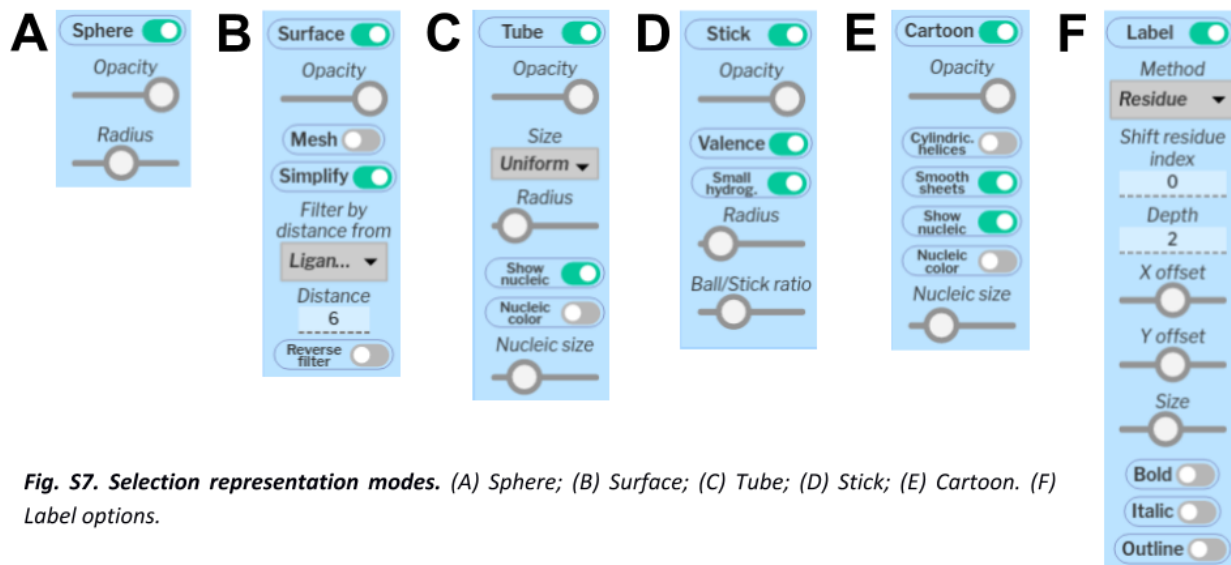 A
Sphere
Opacity
Radius
B
Surface
Opacity
Mesh
Simplify
Filter by
distance from
Ligan...
Distance
6
Reverse
filter
C
Tube
Opacity
Size
Uniform
Radius
Show
nucleic
Nucleic
color
Nucleic size
D
Stick
Opacity
Valence
Small
hydrog.
Radius
Ball/Stick ratio
E
Cartoon
Opacity
Cylindric.
helices
Smooth
sheets
Show
nucleic
Nucleic
color
Nucleic size
F
Label
Method
Residue
Shift residue
index
0
Depth
2
X offset
Y offset
Size
Bold
Italic
Outline
Fig. S7. Selection representation modes. (A) Sphere; (B) Surface; (C) Tube; (D) Stick; (E) Cartoon. (F)
Label options.